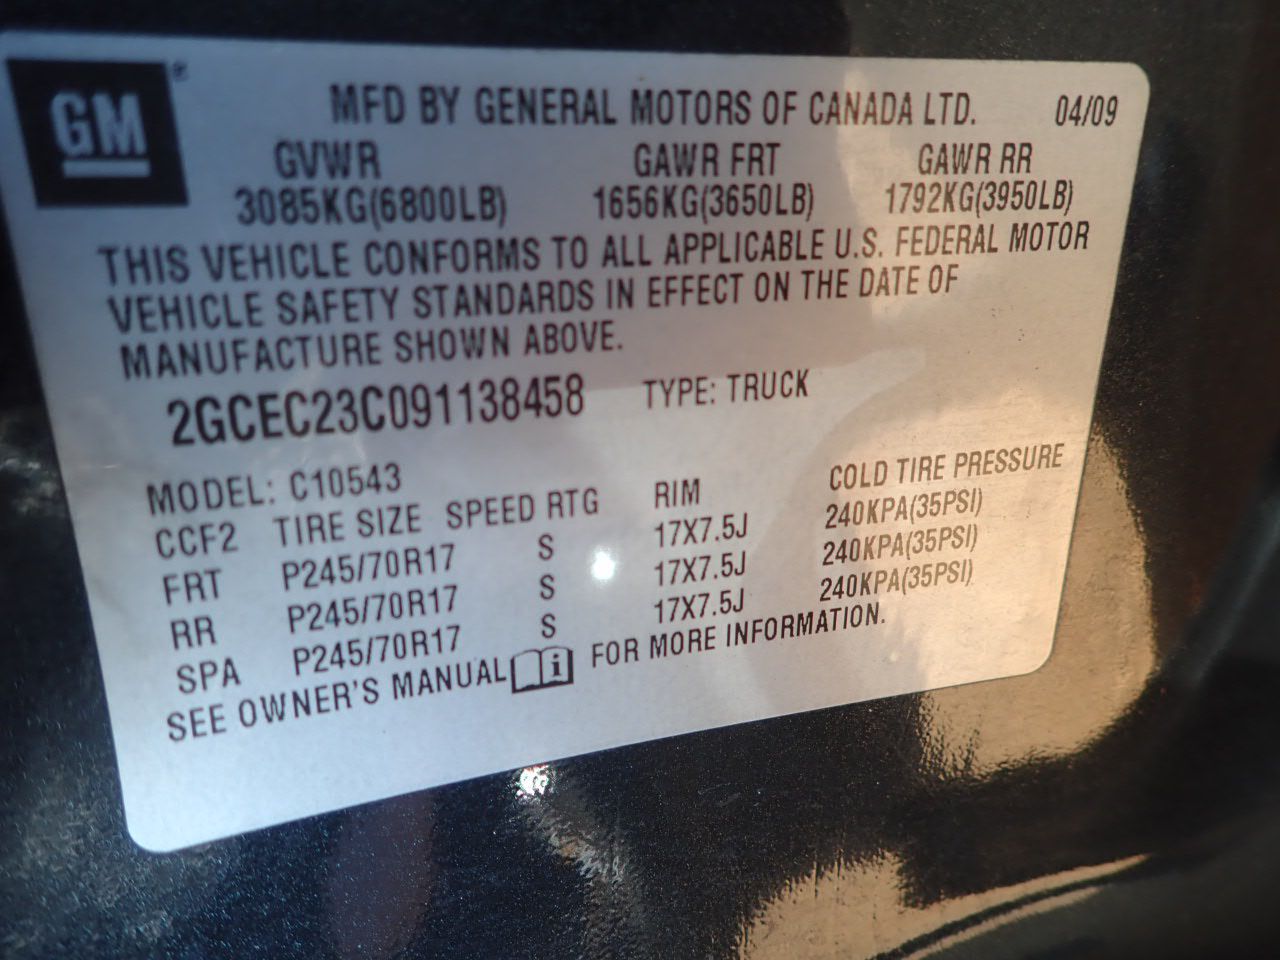 GM®
MFD BY GENERAL MOTORS OF CANADA LTD. 04/09
GVWR GAWR FRT GAWR RR
3085KG(6800LB) 1656KG(3650LB) 1792KG(3950LB)
THIS VEHICLE CONFORMS TO ALL APPLICABLE U.S. FEDERAL MOTOR
VEHICLE SAFETY STANDARDS IN EFFECT ON THE DATE OF
MANUFACTURE SHOWN ABOVE.
2GCEC23C091138458 TYPE: TRUCK
MODEL: C10543
CCF2 TIRE SIZE SPEED RTG RIM COLD TIRE PRESSURE
FRT P245/70R17 S 17X7.5J 240KPA(35PSI)
RR P245/70R17 S 17X7.5J 240KPA(35PSI)
SPA P245/70R17 S 17X7.5J 240KPA(35PSI)
SEE OWNER'S MANUAL i FOR MORE INFORMATION.